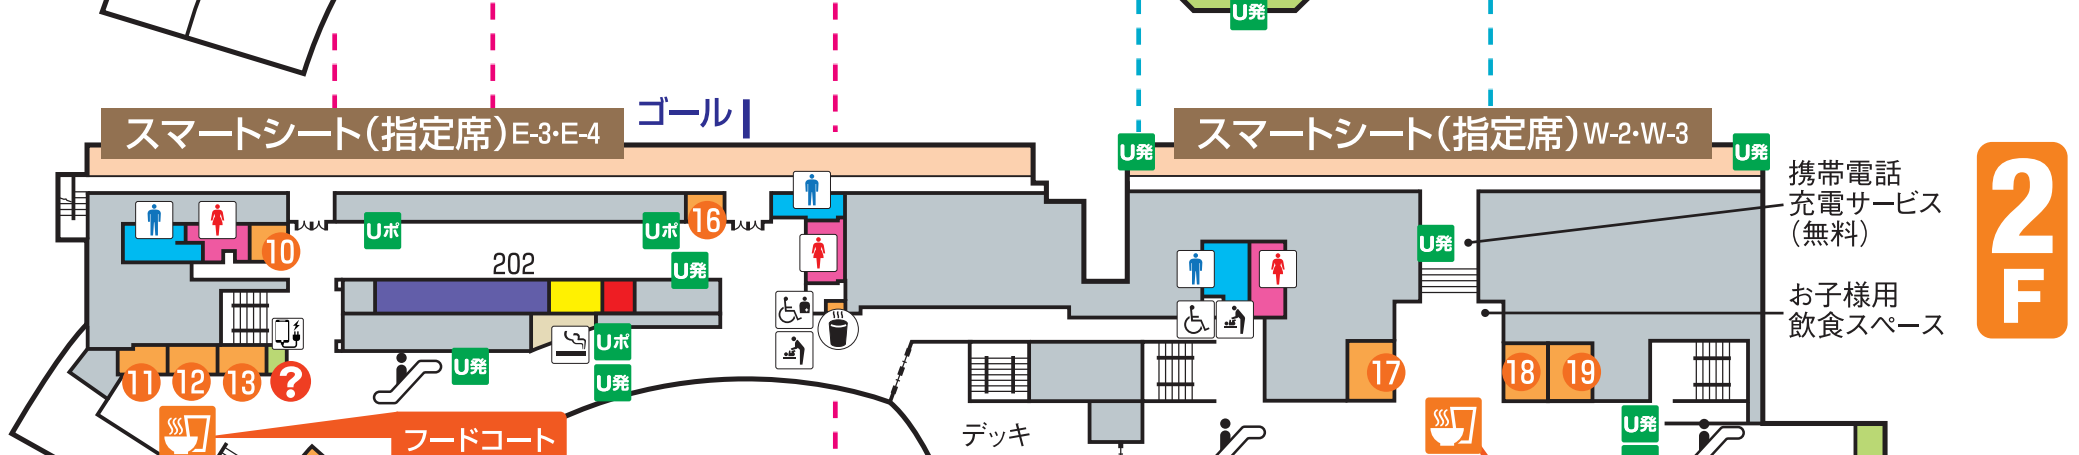 U発
ゴール
スマートシート(指定席)E-3・E-4
スマートシート(指定席)W-2・W-3
U発
U発
携帯電話
充電サービス
(無料)
2
F
16
Uポ
Uポ
10
U発
202
U発
お子様用
飲食スペース
Uポ
U発
U発
11
12
13
?
17
18
19
U発
デッキ
フードコート